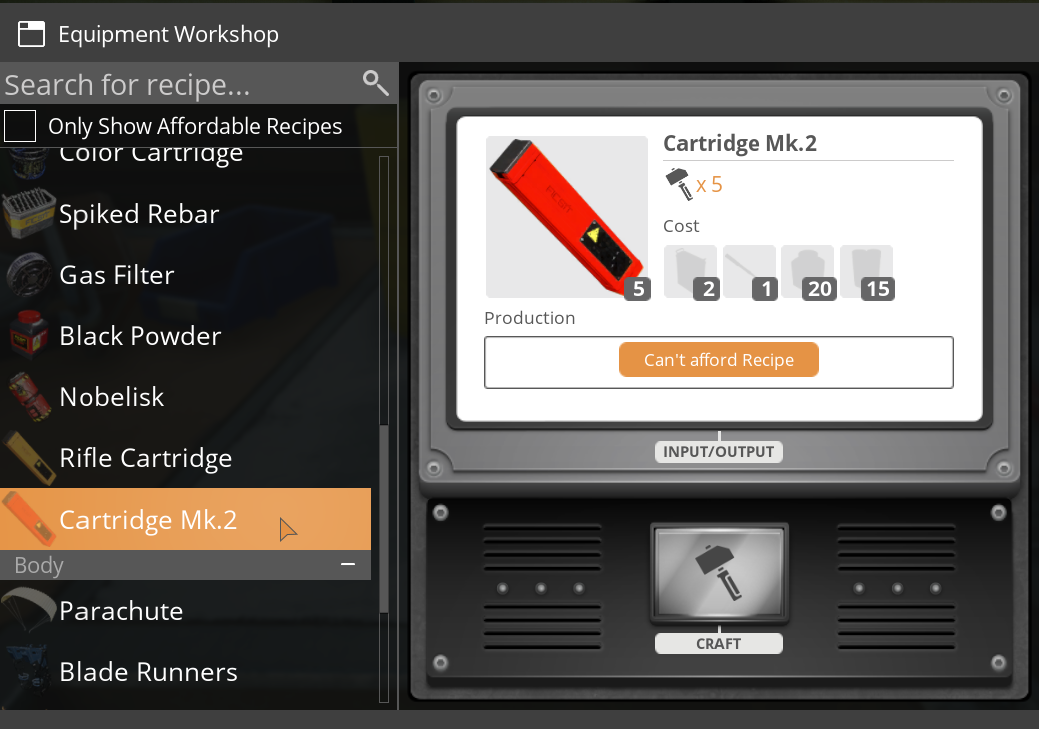 Equipment Workshop
Search for recipe...
Only Show Affordable Recipes
Color Cartridge
Spiked Rebar
Gas Filter
Black Powder
Nobelisk
Rifle Cartridge
Cartridge Mk.2
Body
Parachute
Blade Runners
Cartridge Mk.2
x 5
Cost
5
2
1
20
15
Production
Can't afford Recipe
INPUT/OUTPUT
CRAFT